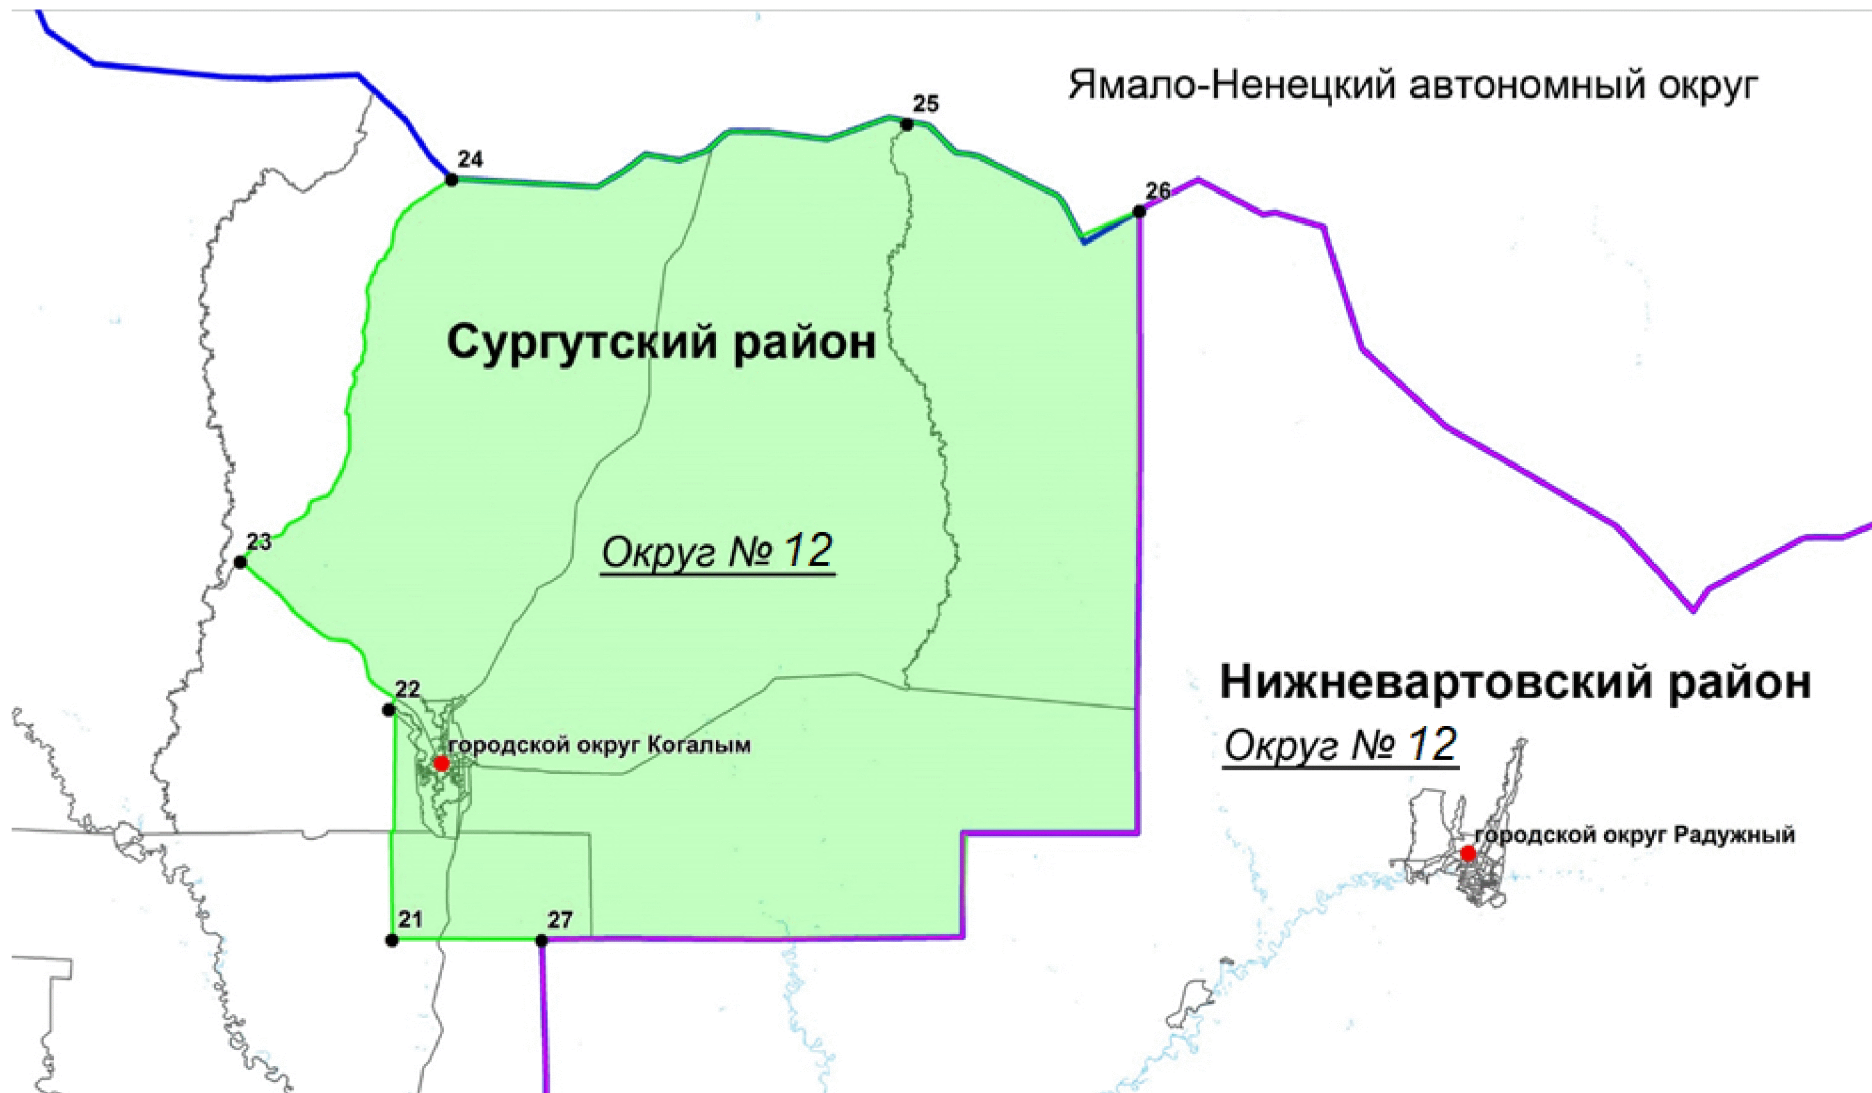 Ямало-Ненецкий автономный округ
25
24
26
Сургутский район
23
Округ № 12
22
Нижневартовский район
Округ № 12
городской округ Когалым
городской округ Радужный
21
27